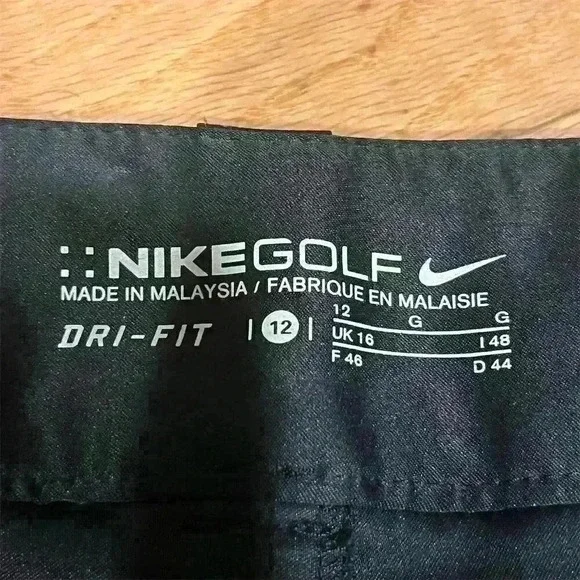 NIKEGOLF
MADE IN MALAYSIA / FABRIQUE EN MALAISIE
DRI-FIT | 12 |
12 G G
UK 16 I 48
F 46 D 44